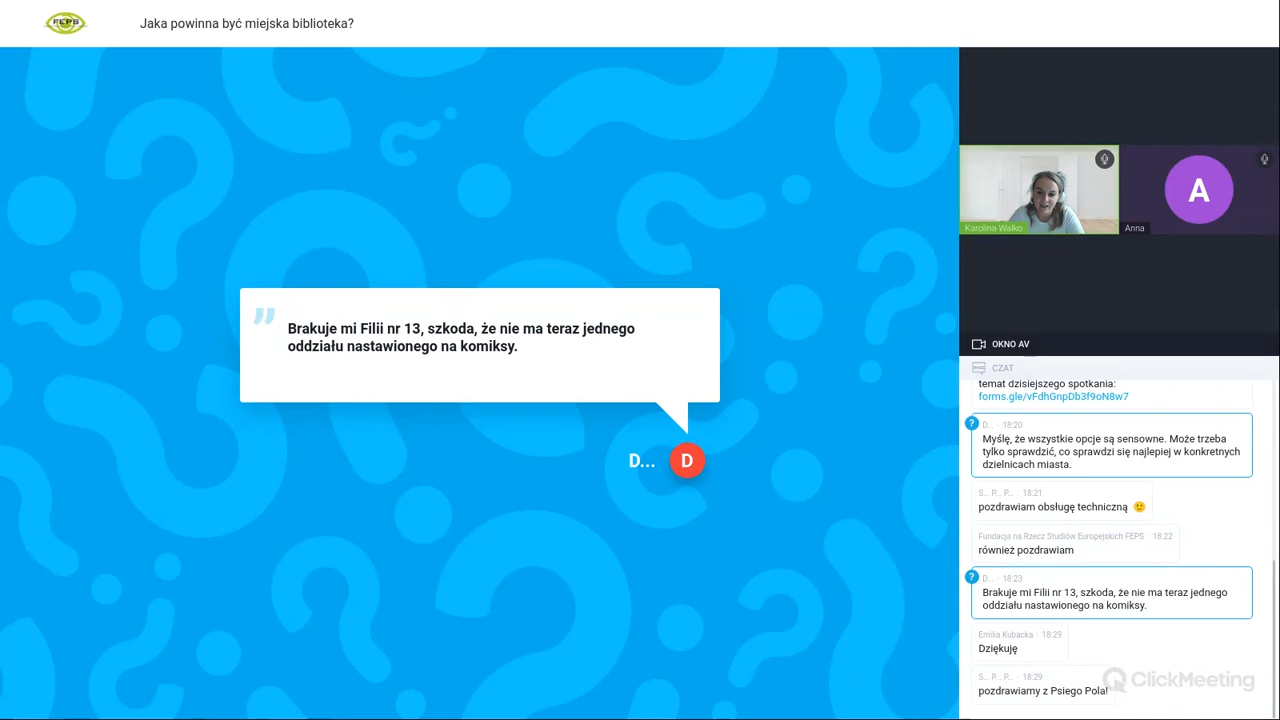 FEPS
Jaka powinna być miejska biblioteka?
Brakuje mi Filii nr 13, szkoda, że nie ma teraz jednego
oddziału nastawionego na komiksy.
D... D
A
Karolina Walko
Anna
OKNO AV
CZAT
temat dzisiejszego spotkania:
forms.gle/vFdhGnpDb3f9oN8w7
? D... 18:20
Myślę, że wszystkie opcje są sensowne. Może trzeba
tylko sprawdzić, co sprawdzi się najlepiej w konkretnych
dzielnicach miasta.
S... P... P... 18:21
pozdrawiam obsługę techniczną
Fundacja na Rzecz Studiów Europejskich FEPS 18:22
również pozdrawiam
? D... 18:23
Brakuje mi Filii nr 13, szkoda, że nie ma teraz jednego
oddziału nastawionego na komiksy.
Emilia Kubacka 18:29
Dziękuję
S... P... P... 18:29
pozdrawiamy z Psiego Pola!
ClickMeeting